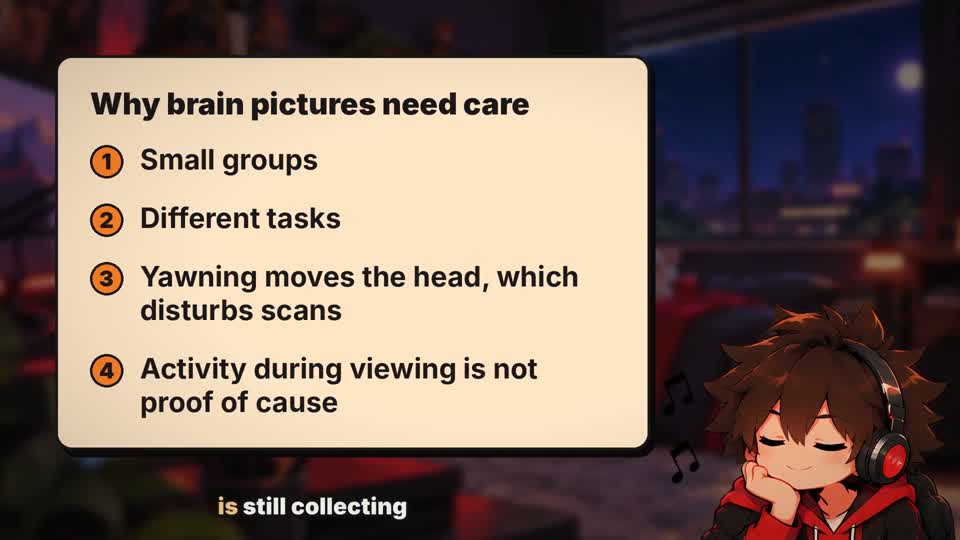 Why brain pictures need care
1 Small groups
2 Different tasks
3 Yawning moves the head, which
disturbs scans
4 Activity during viewing is not
proof of cause
is still collecting